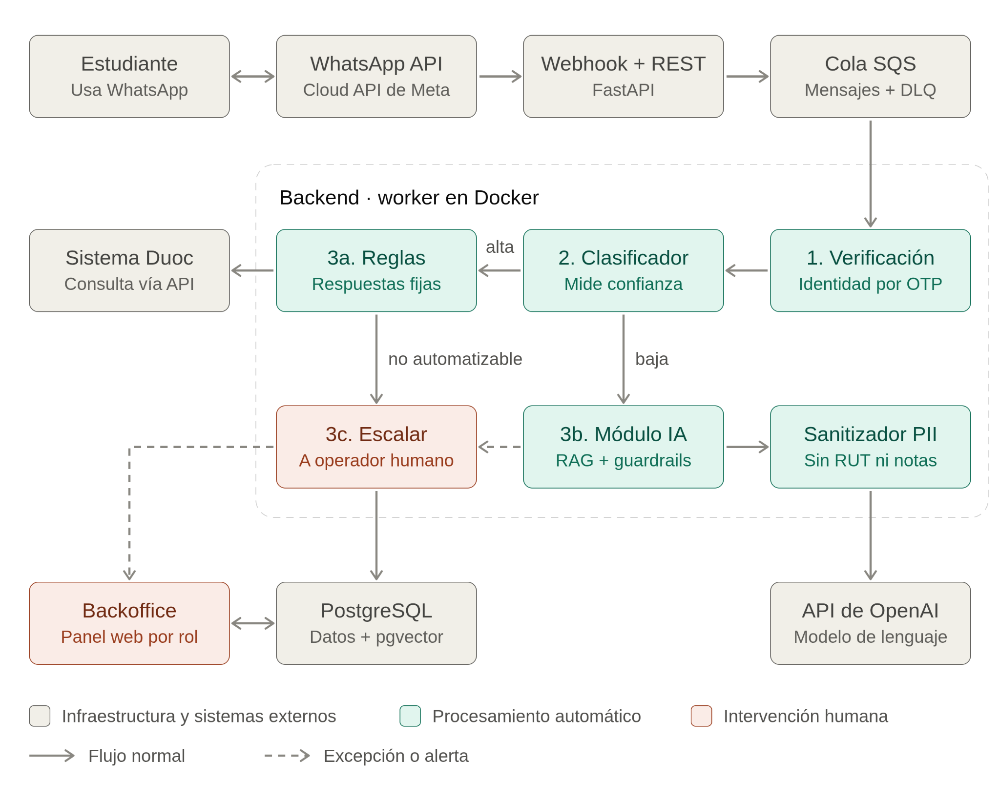 Estudiante
Usa WhatsApp
WhatsApp API
Cloud API de Meta
Webhook + REST
FastAPI
Cola SQS
Mensajes + DLQ
Backend · worker en Docker
Sistema Duoc
Consulta vía API
3a. Reglas
Respuestas fijas
alta
2. Clasificador
Mide confianza
1. Verificación
Identidad por OTP
no automatizable
baja
3c. Escalar
A operador humano
3b. Módulo IA
RAG + guardrails
Sanitizador PII
Sin RUT ni notas
Backoffice
Panel web por rol
PostgreSQL
Datos + pgvector
API de OpenAI
Modelo de lenguaje
Infraestructura y sistemas externos
Procesamiento automático
Intervención humana
Flujo normal
Excepción o alerta